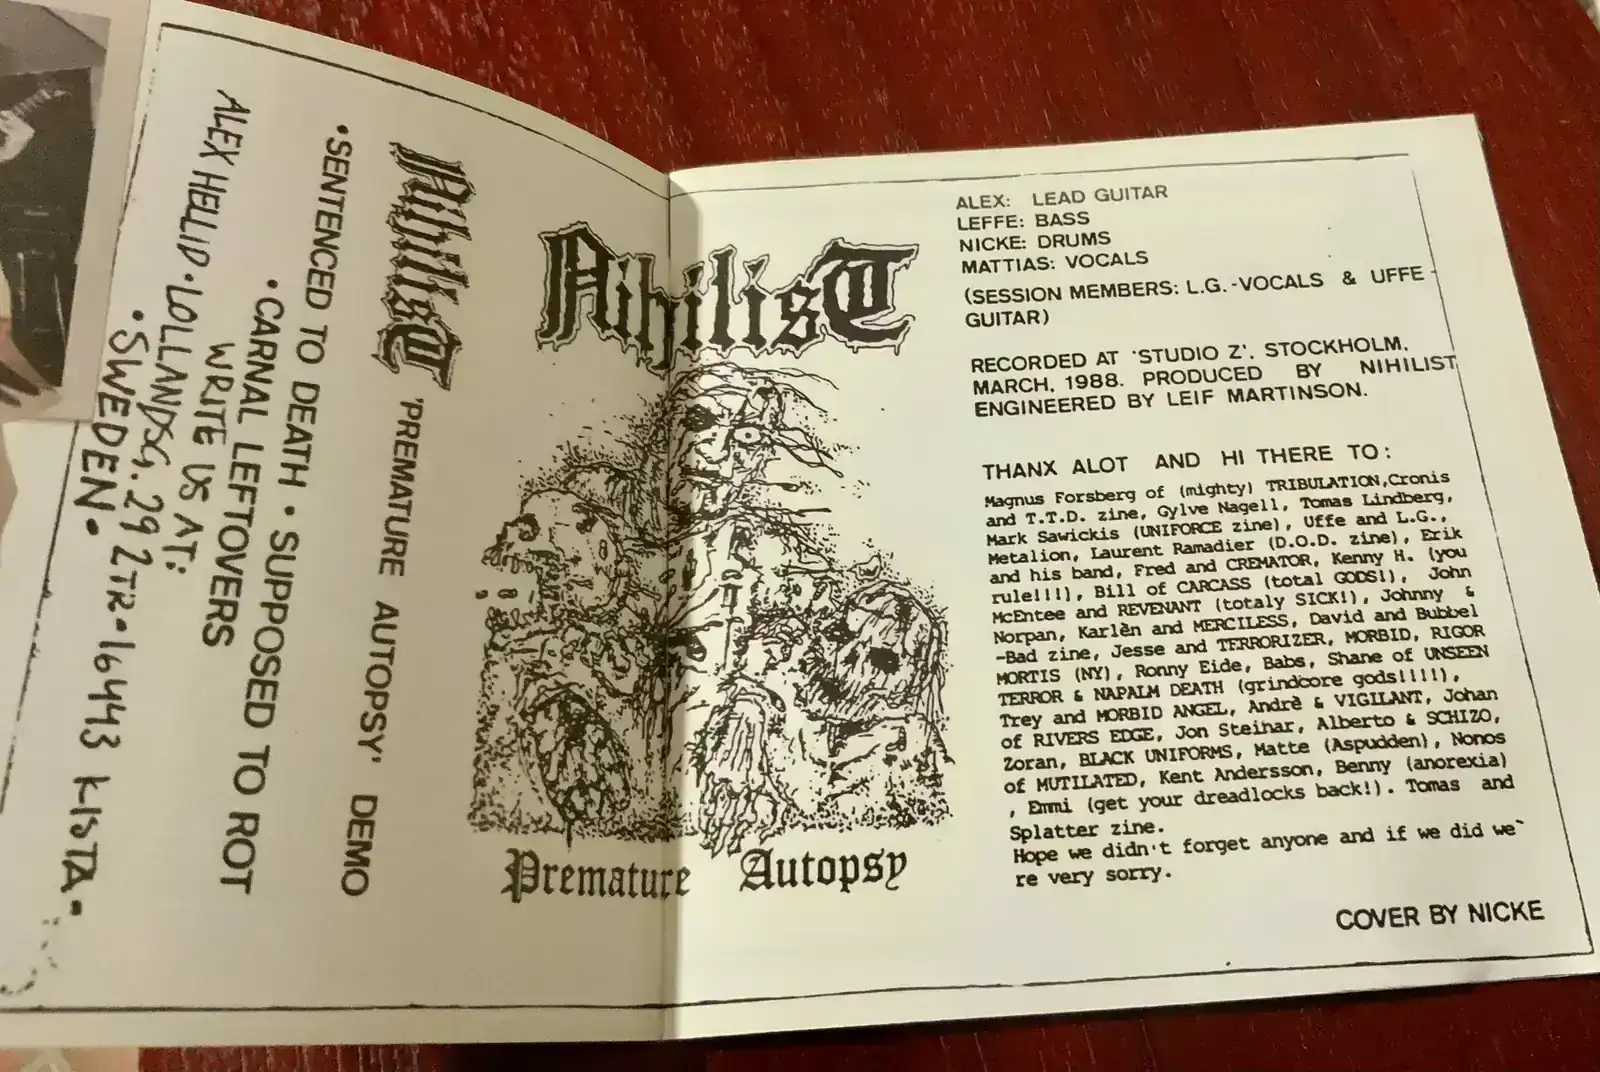 NihilisT 'PREMATURE AUTOPSY' DEMO
•SENTENCED TO DEATH • SUPPOSED TO ROT
•CARNAL LEFTOVERS
WRITE US AT:
ALEX HELLID•LOLLANDSG. 29 2TR•16443 KISTA•
•SWEDEN•
NihilisT
Premature Autopsy
ALEX: LEAD GUITAR
LEFFE: BASS
NICKE: DRUMS
MATTIAS: VOCALS
(SESSION MEMBERS: L.G.-VOCALS & UFFE -
GUITAR)
RECORDED AT 'STUDIO Z'. STOCKHOLM.
MARCH, 1988. PRODUCED BY NIHILIST
ENGINEERED BY LEIF MARTINSON.
THANX ALOT AND HI THERE TO:
Magnus Forsberg of (mighty) TRIBULATION,Cronis
and T.T.D. zine, Gylve Nagell, Tomas Lindberg,
Mark Sawickis (UNIFORCE zine), Uffe and L.G.,
Metalion, Laurent Ramadier (D.O.D. zine), Erik
and his band, Fred and CREMATOR, Kenny H. (you
rule!!!), Bill of CARCASS (total GODS!), John
McEntee and REVENANT (totaly SICK!), Johnny &
Norpan, Karlèn and MERCILESS, David and Bubbel
-Bad zine, Jesse and TERRORIZER, MORBID, RIGOR
MORTIS (NY), Ronny Eide, Babs, Shane of UNSEEN
TERROR & NAPALM DEATH (grindcore gods!!!!),
Trey and MORBID ANGEL, Andrè & VIGILANT, Johan
of RIVERS EDGE, Jon Steinar, Alberto & SCHIZO,
Zoran, BLACK UNIFORMS, Matte (Aspudden), Nonos
of MUTILATED, Kent Andersson, Benny (anorexia)
, Emmi (get your dreadlocks back!). Tomas and
Splatter zine.
Hope we didn't forget anyone and if we did we`
re very sorry.
COVER BY NICKE